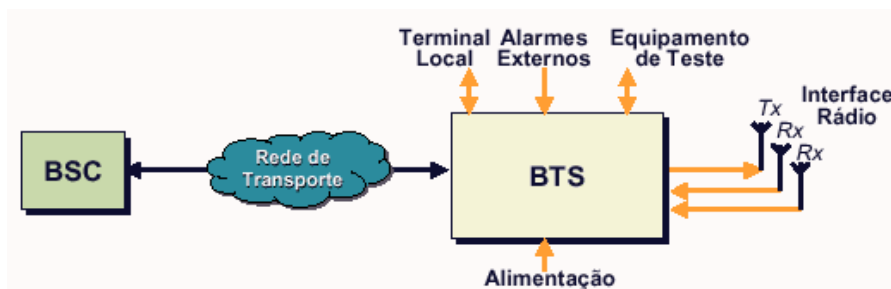 Terminal
Local
Alarmes
Externos
Equipamento
de Teste
Interface
Rádio
Tx
Rx
Rx
BSC
Rede de
Transporte
BTS
Alimentação